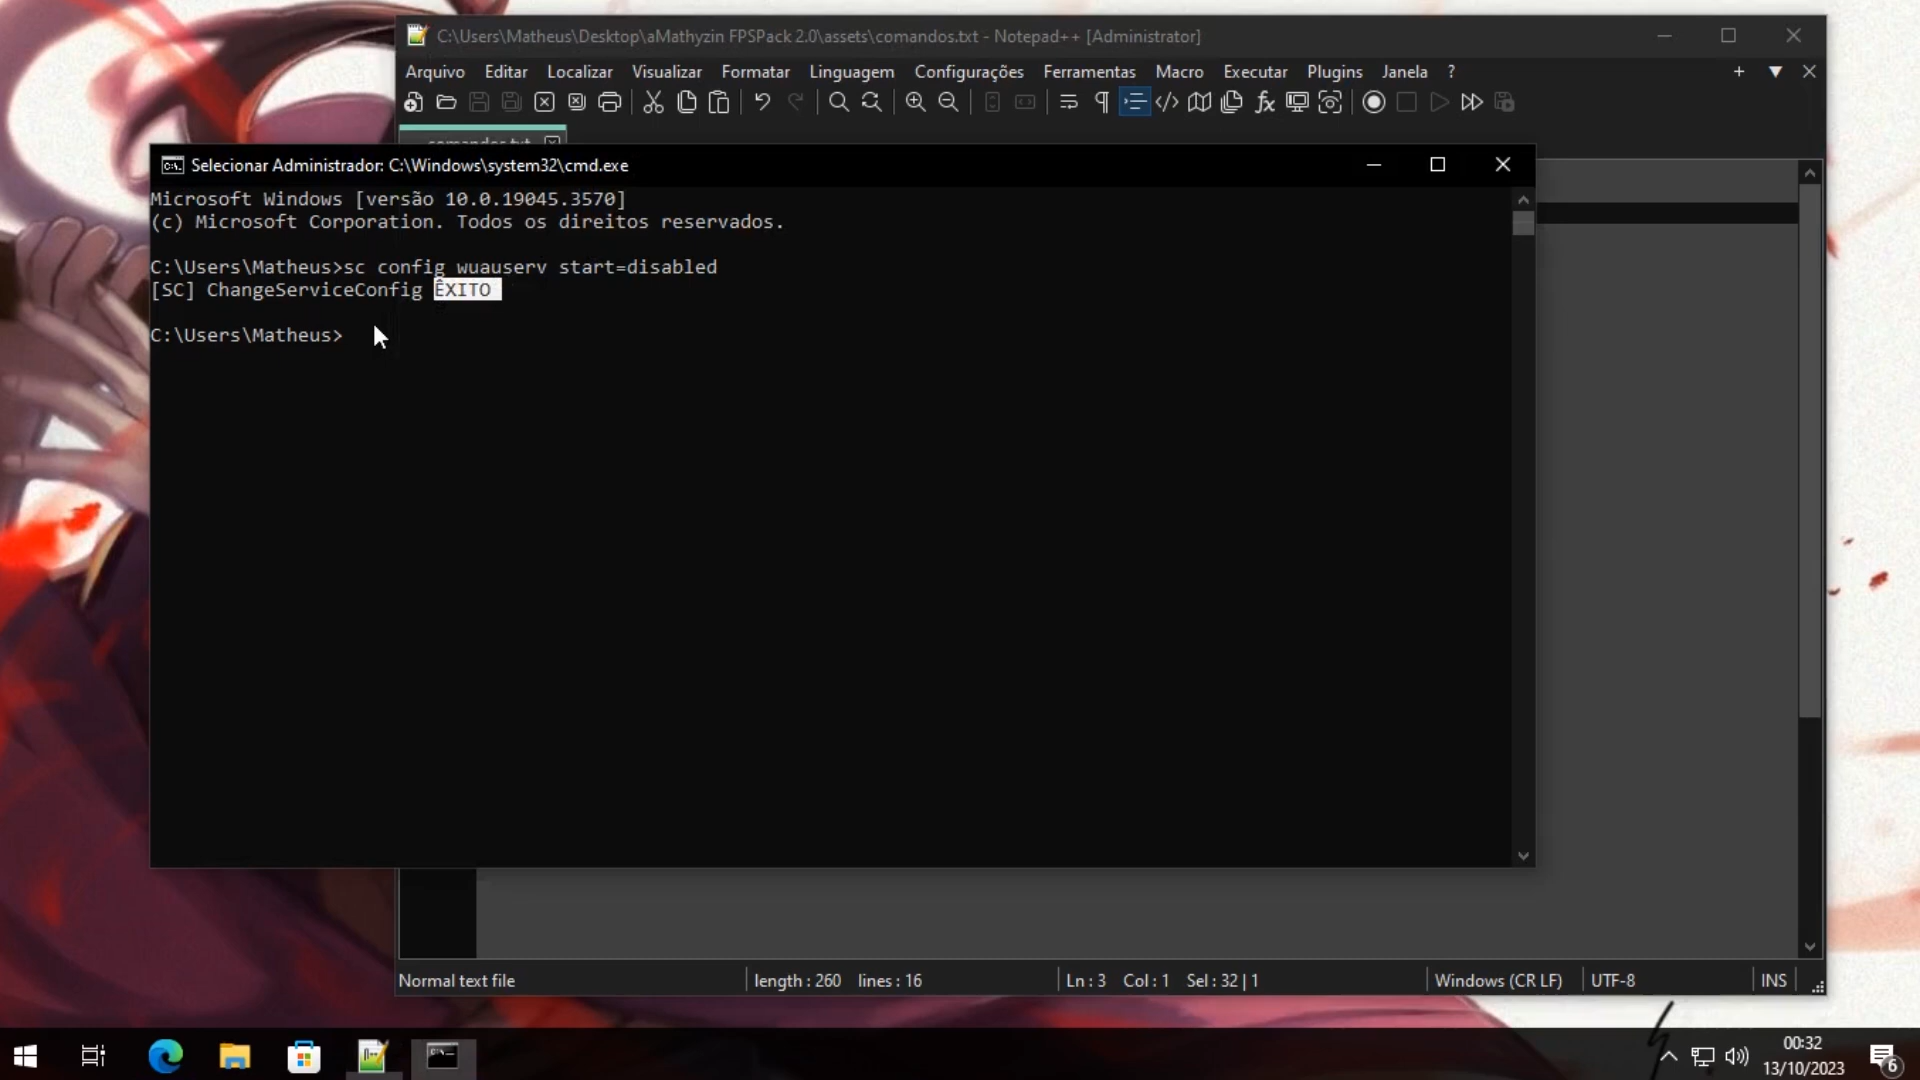 C:\Users\Matheus\Desktop\aMathyzin FPSPack 2.0\assets\comandos.txt - Notepad++ [Administrator]
Arquivo Editar Localizar Visualizar Formatar Linguagem Configurações Ferramentas Macro Executar Plugins Janela ?
comandos.txt
Selecionar Administrador: C:\Windows\system32\cmd.exe
Microsoft Windows [versão 10.0.19045.3570]
(c) Microsoft Corporation. Todos os direitos reservados.
C:\Users\Matheus>sc config wuauserv start=disabled
[SC] ChangeServiceConfig ÊXITO
C:\Users\Matheus>
Normal text file length : 260 lines : 16 Ln : 3 Col : 1 Sel : 32 | 1 Windows (CR LF) UTF-8 INS
00:32
13/10/2023
6